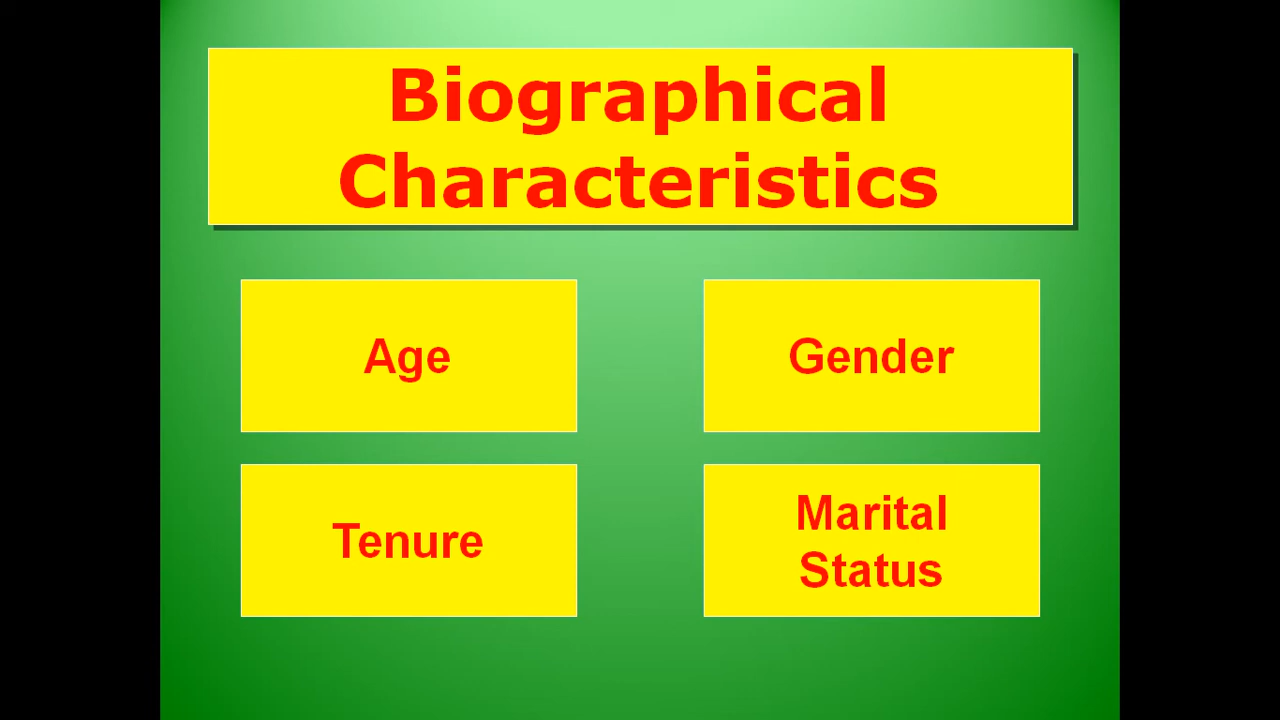 Biographical
Characteristics
Age
Gender
Tenure
Marital
Status